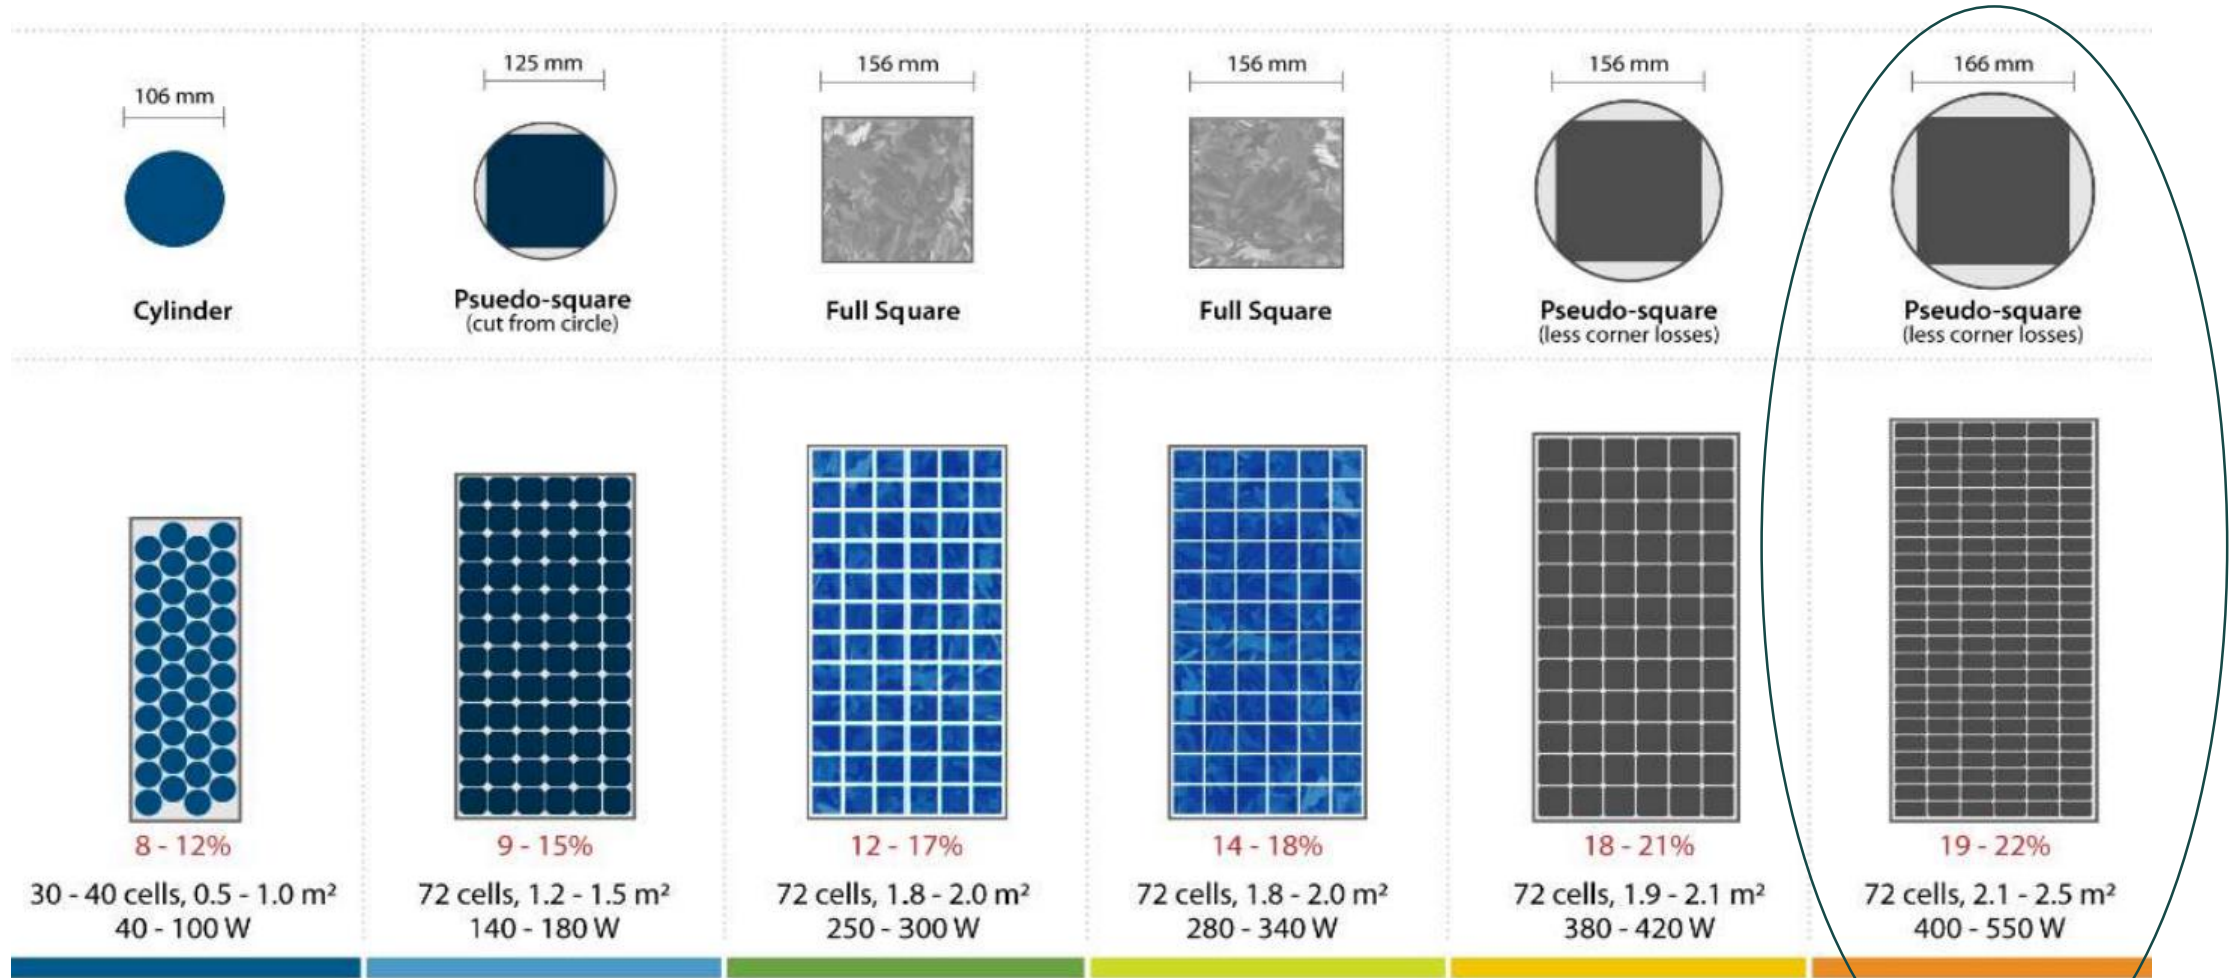 106 mm
125 mm
156 mm
156 mm
156 mm
166 mm
Cylinder
Psuedo-square
(cut from circle)
Full Square
Full Square
Pseudo-square
(less corner losses)
Pseudo-square
(less corner losses)
8 - 12%
30 - 40 cells, 0.5 - 1.0 m²
40 - 100 W
9 - 15%
72 cells, 1.2 - 1.5 m²
140 - 180 W
12 - 17%
72 cells, 1.8 - 2.0 m²
250 - 300 W
14 - 18%
72 cells, 1.8 - 2.0 m²
280 - 340 W
18 - 21%
72 cells, 1.9 - 2.1 m²
380 - 420 W
19 - 22%
72 cells, 2.1 - 2.5 m²
400 - 550 W